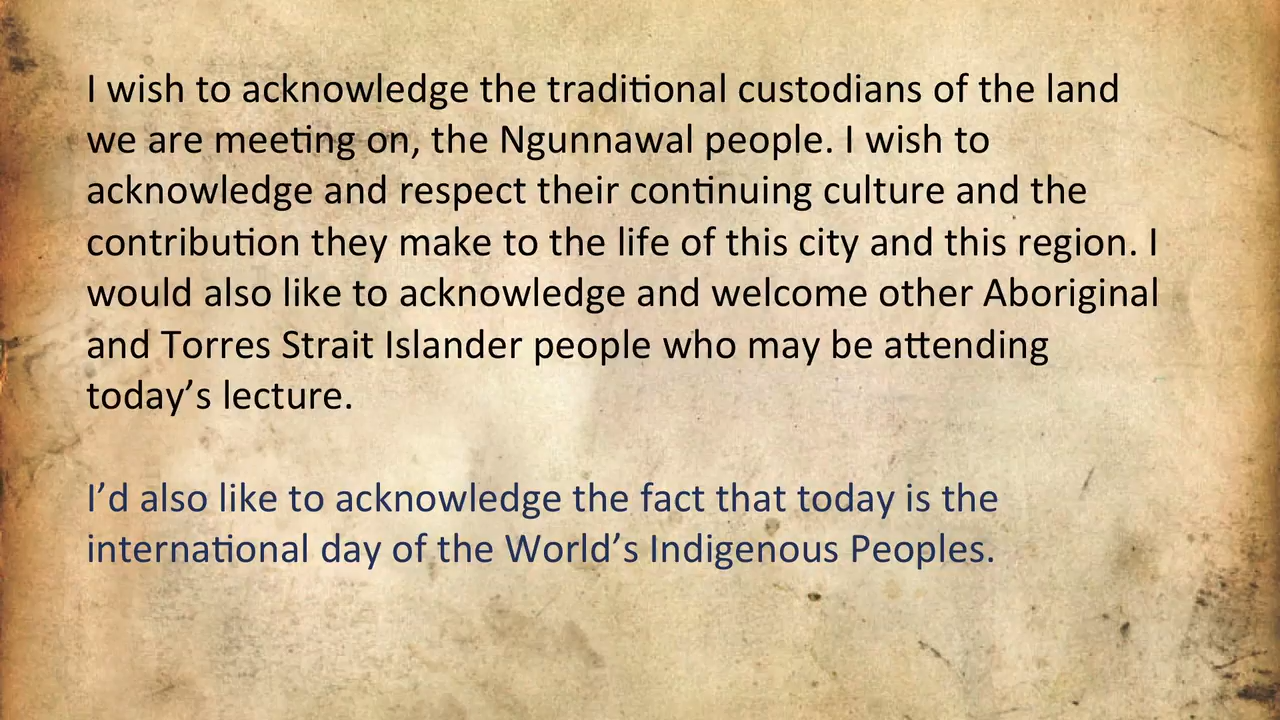 I wish to acknowledge the traditional custodians of the land
we are meeting on, the Ngunnawal people. I wish to
acknowledge and respect their continuing culture and the
contribution they make to the life of this city and this region. I
would also like to acknowledge and welcome other Aboriginal
and Torres Strait Islander people who may be attending
today’s lecture.
I’d also like to acknowledge the fact that today is the
international day of the World’s Indigenous Peoples.